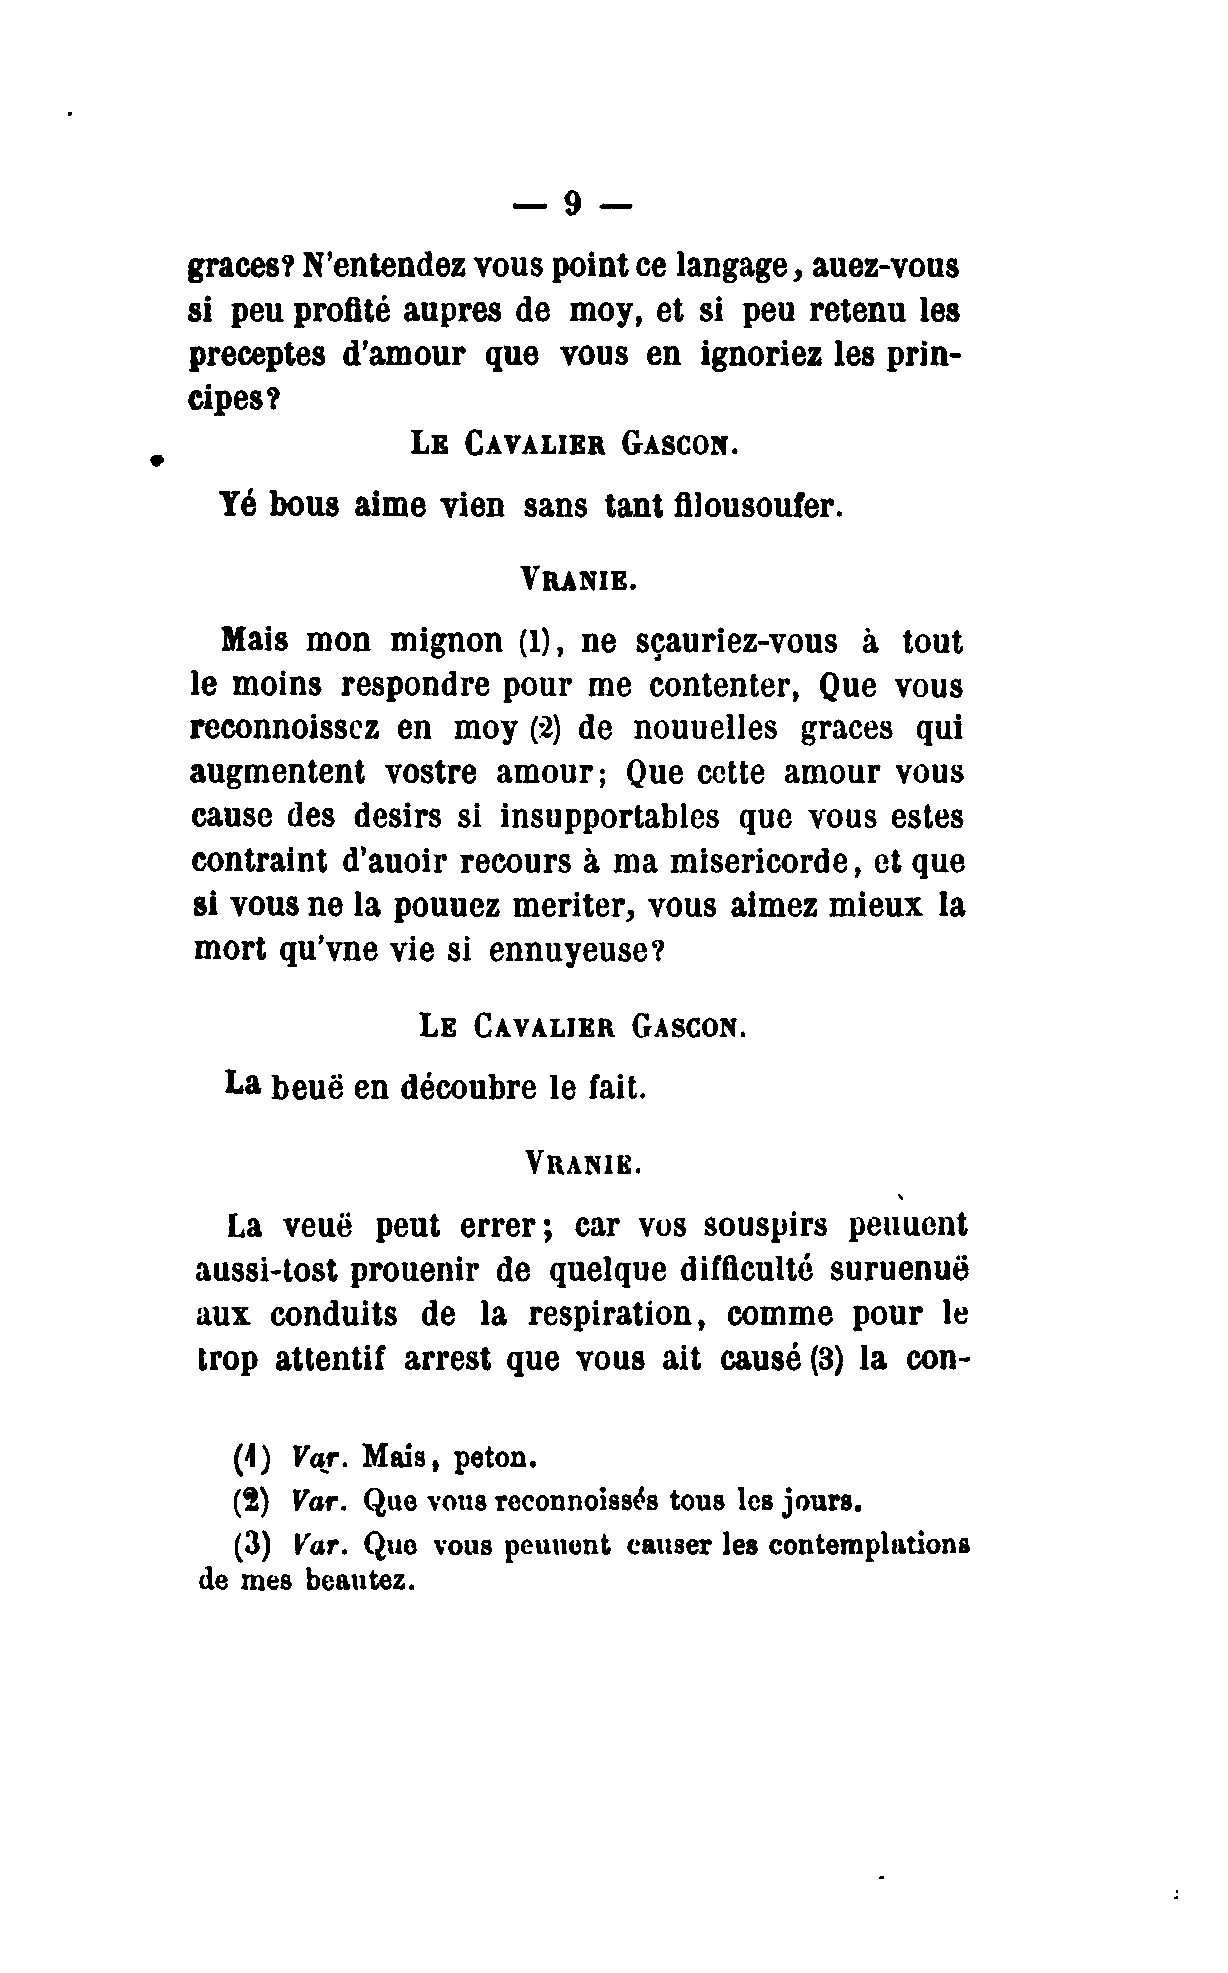 — 9 —
graces? N'entendez vous point ce langage, auez-vous
si peu profité aupres de moy, et si peu retenu les
preceptes d'amour que vous en ignoriez les prin-
cipes?
LE CAVALIER GASCON.
Yé bous aime vien sans tant filousoufer.
VRANIE.
Mais mon mignon (1), ne sçauriez-vous à tout
le moins respondre pour me contenter, Que vous
reconnoissez en moy (2) de nouuelles graces qui
augmentent vostre amour; Que cette amour vous
cause des desirs si insupportables que vous estes
contraint d'auoir recours à ma misericorde, et que
si vous ne la pouuez meriter, vous aimez mieux la
mort qu'vne vie si ennuyeuse?
LE CAVALIER GASCON.
La beuë en découbre le fait.
VRANIE.
La veuë peut errer; car vos souspirs peuuent
aussi-tost prouenir de quelque difficulté suruenuë
aux conduits de la respiration, comme pour le
trop attentif arrest que vous ait causé (3) la con-
(1) Var. Mais, peton.
(2) Var. Que vous reconnoissés tous les jours.
(3) Var. Que vous peuuent causer les contemplations
de mes beautez.